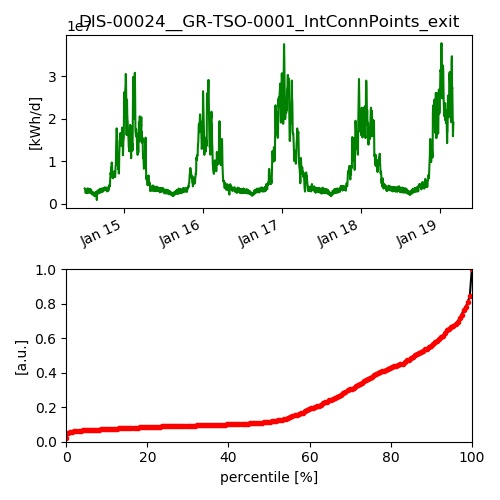 DIS-00024__GR-TSO-0001_IntConnPoints_exit
1e7
[kWh/d]
3
2
1
0
Jan 15
Jan 16
Jan 17
Jan 18
Jan 19
[a.u.]
1.0
0.8
0.6
0.4
0.2
0.0
0
20
40
60
80
100
percentile [%]